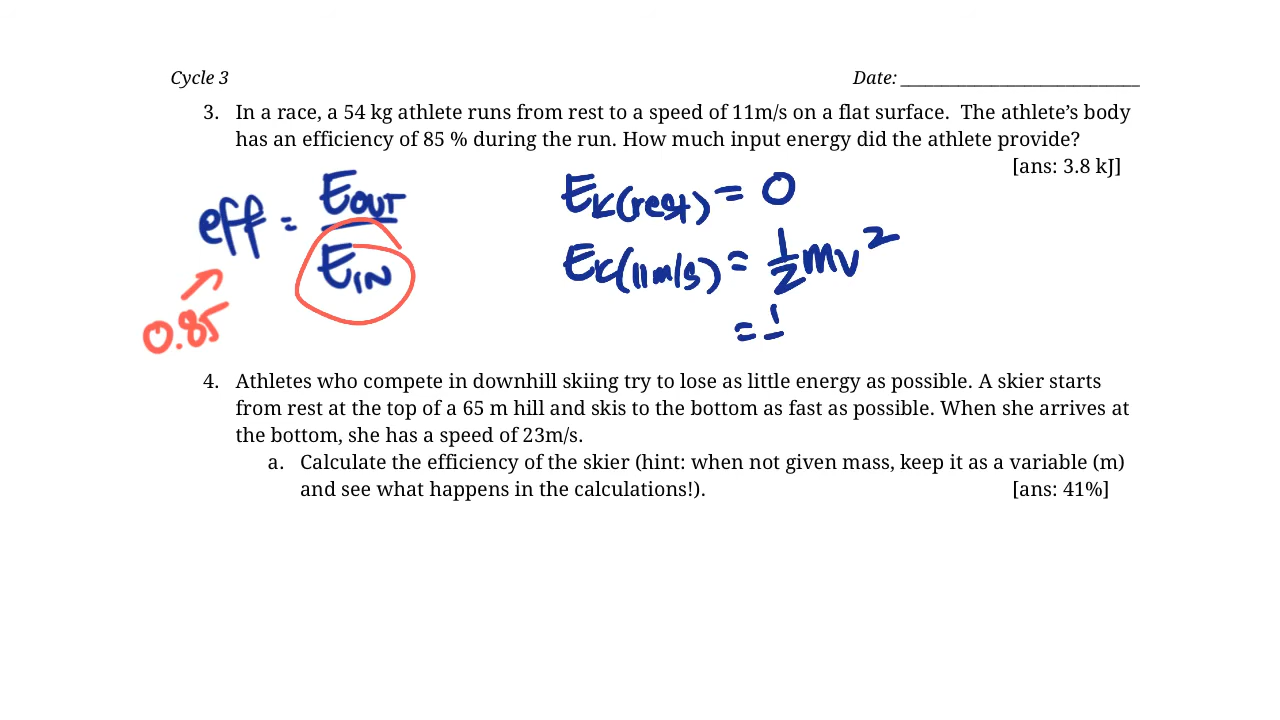 Cycle 3 Date: ___________________________
3. In a race, a 54 kg athlete runs from rest to a speed of 11m/s on a flat surface. The athlete’s body
has an efficiency of 85 % during the run. How much input energy did the athlete provide?
[ans: 3.8 kJ]
eff = EOUT / EIN
0.85
EK(rest) = 0
EK(11m/s) = 1/2 mv²
= 1
4. Athletes who compete in downhill skiing try to lose as little energy as possible. A skier starts
from rest at the top of a 65 m hill and skis to the bottom as fast as possible. When she arrives at
the bottom, she has a speed of 23m/s.
a. Calculate the efficiency of the skier (hint: when not given mass, keep it as a variable (m)
and see what happens in the calculations!). [ans: 41%]